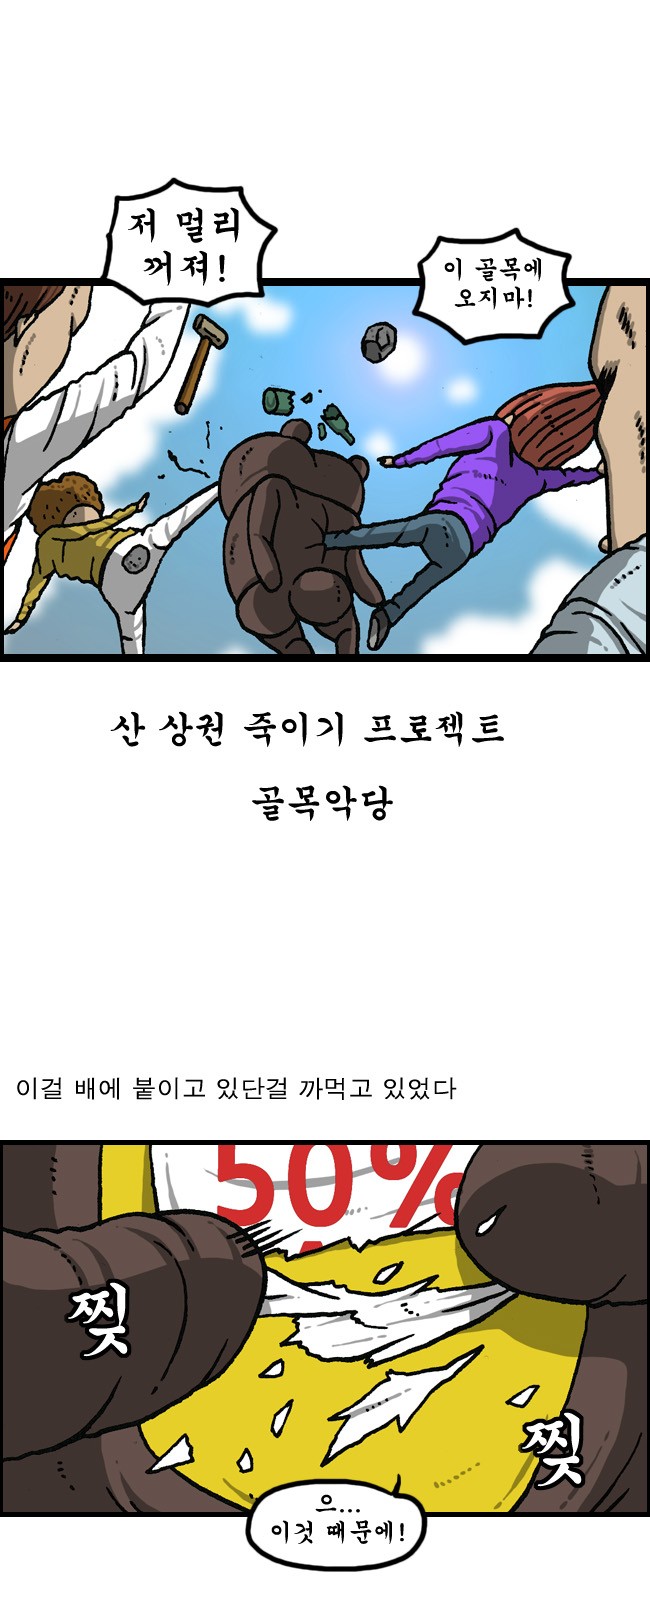 저 멀리
꺼져!
이 골목에
오지마!
산 상권 죽이기 프로젝트
골목악당
이걸 배에 붙이고 있단걸 까먹고 있었다
50%
찢
찢
으...
이것 때문에!